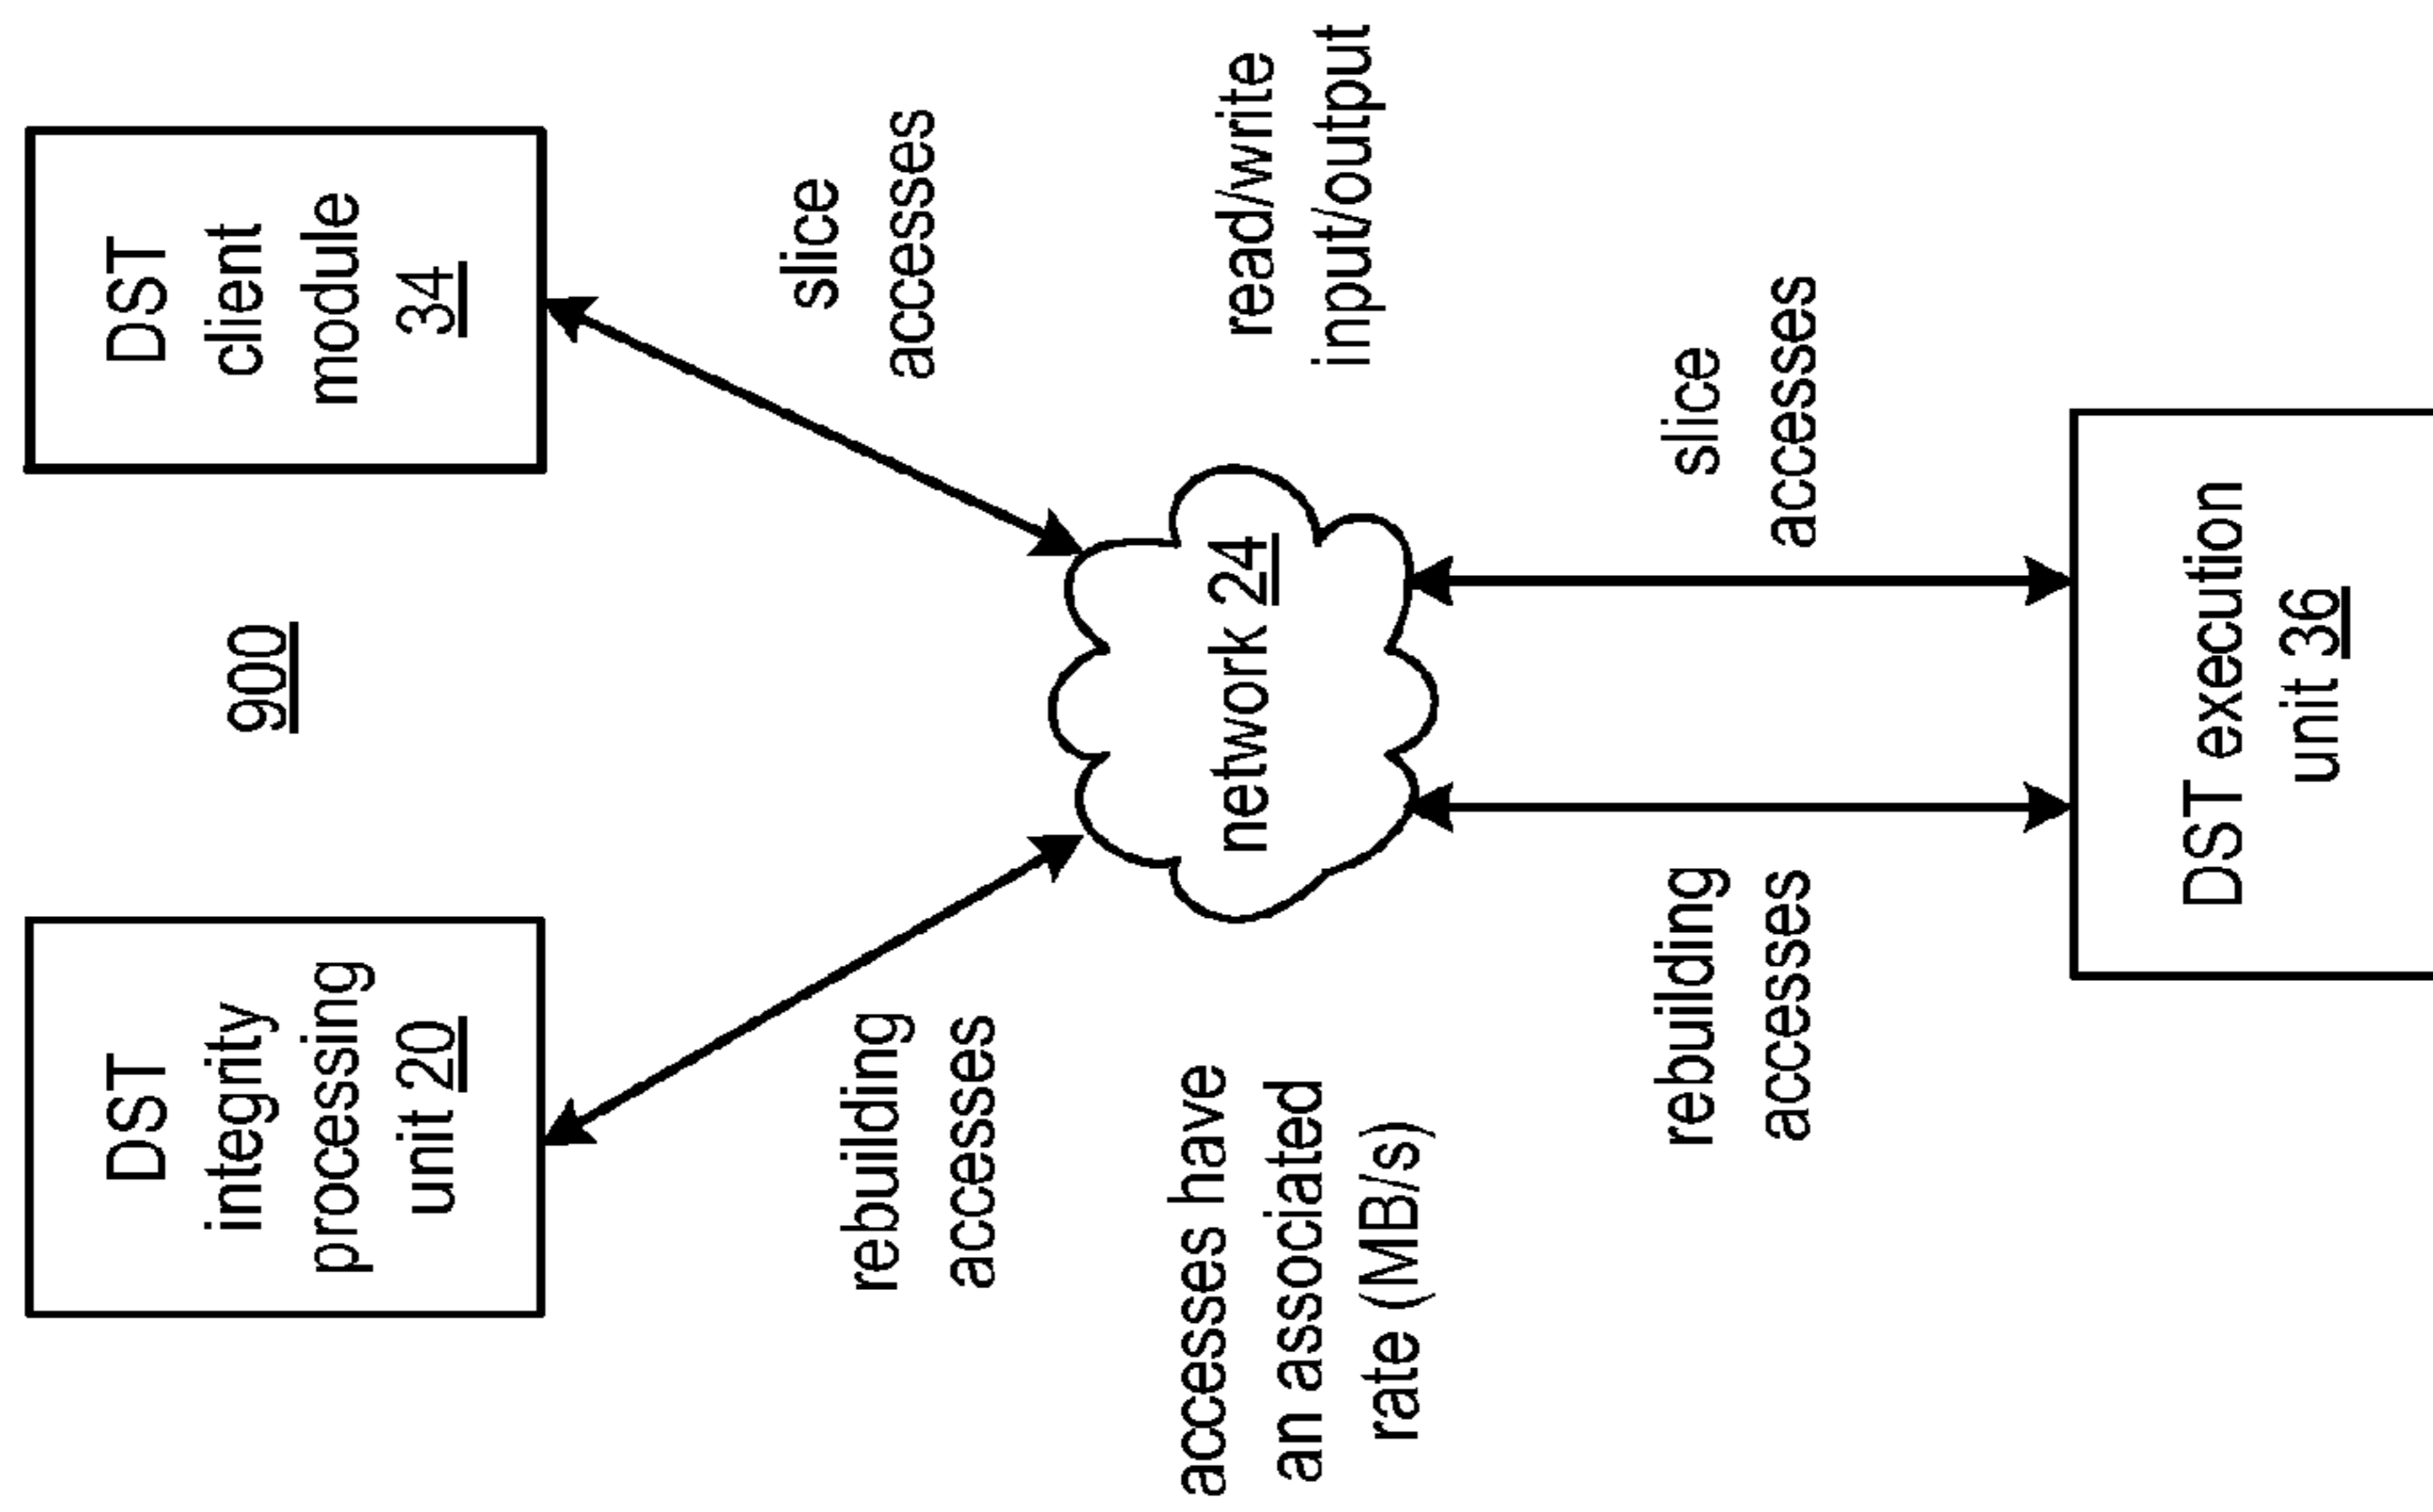 DST
integrity
processing
unit 20
900
DST
client
module
34
rebuilding
accesses
slice
accesses
accesses have
an associated
rate (MB/s)
network 24
read/write
input/output
rebuilding
accesses
slice
accesses
DST execution
unit 36